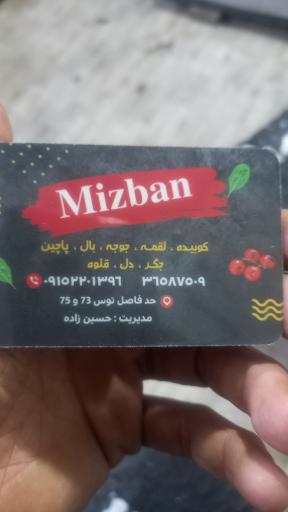 Mizban
کوبیده ، لقمه ، جوجه ، بال ، پاچین
جگر ، دل ، قلوه
۰۹۱۵۲۲۰۱۳۹۶ ۳۶۵۸۷۵۰۹
حد فاصل توس 73 و 75
مدیریت : حسین زاده